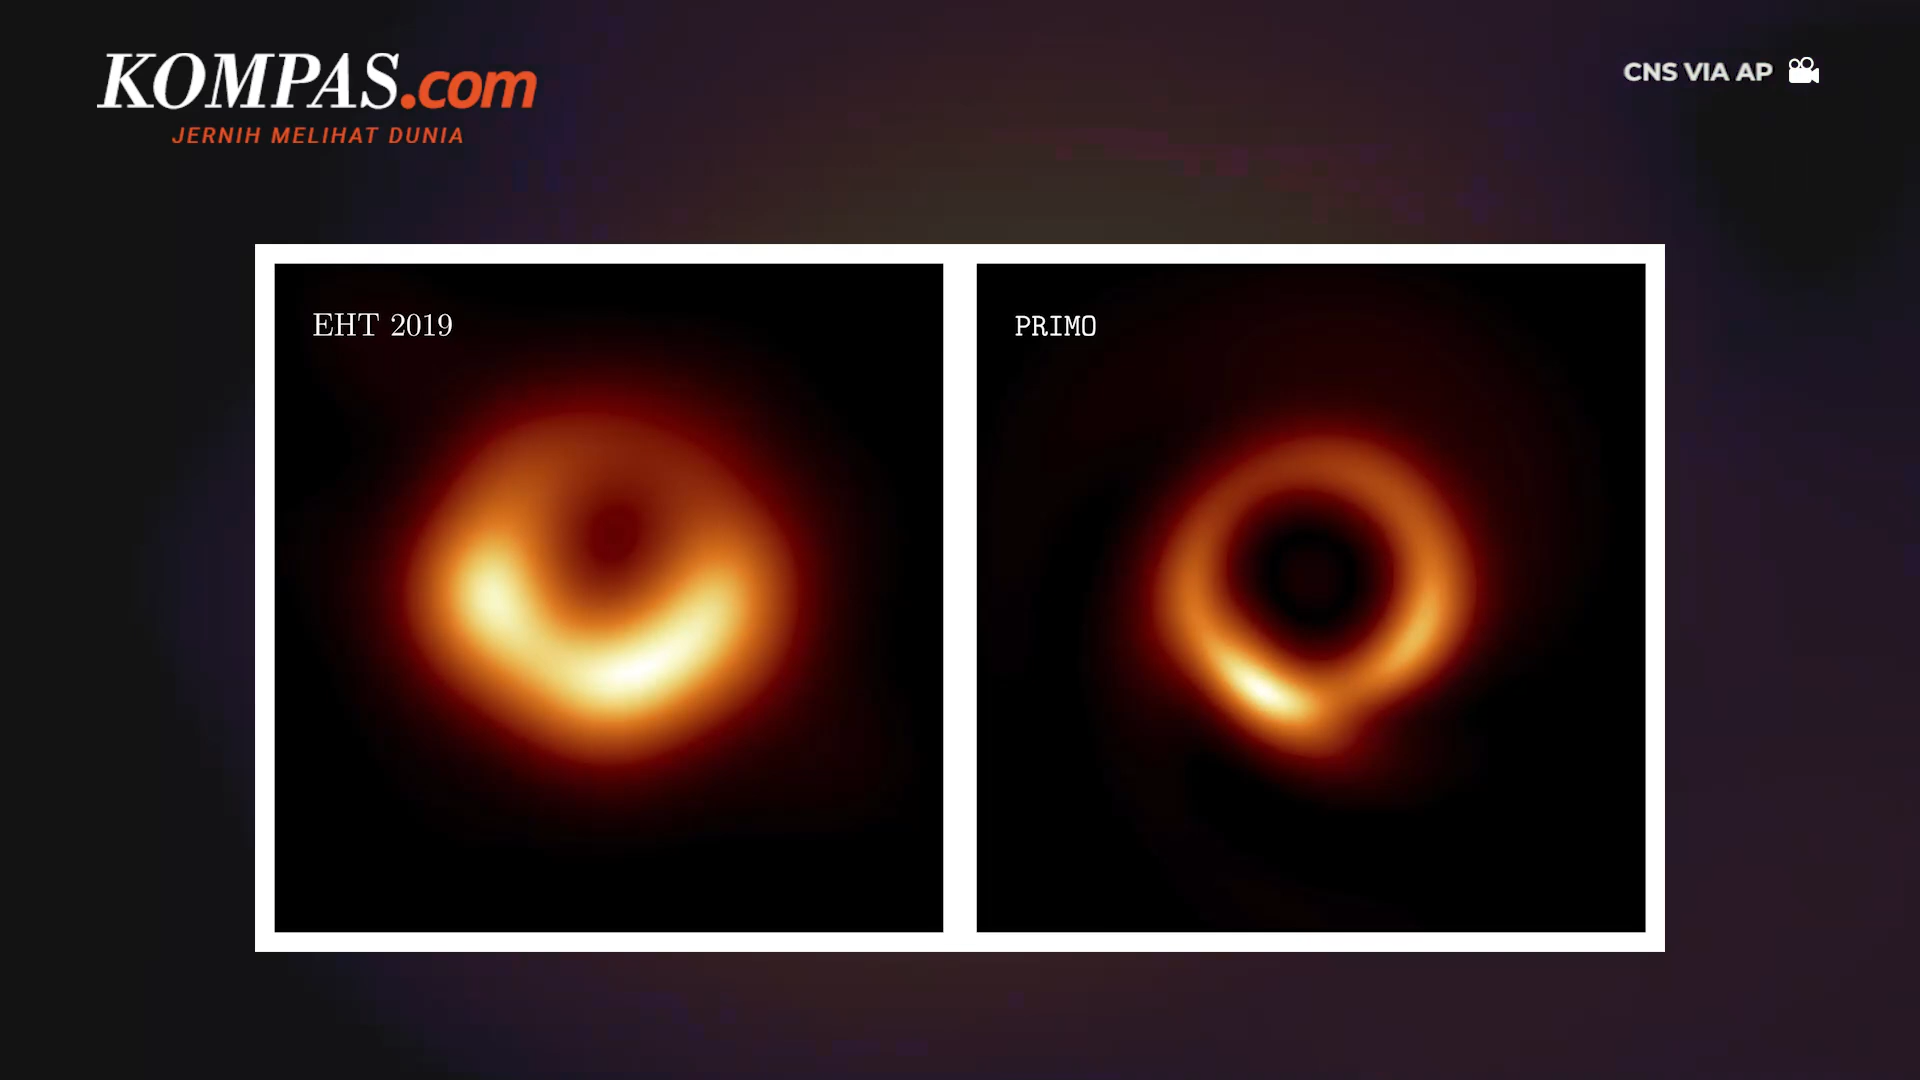 KOMPAS.com
JERNIH MELIHAT DUNIA
CNS VIA AP
EHT 2019
PRIMO